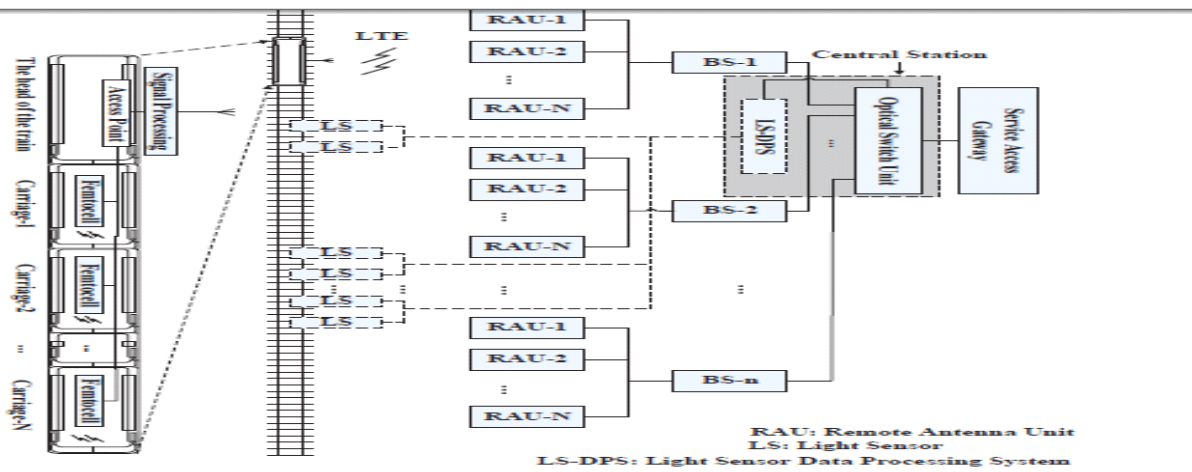 The head of the train
Carriage-1
Carriage-2
...
Carriage-N
Signal Processing
Access Point
Femtocell
Femtocell
...
Femtocell
LTE
LS
LS
LS
LS
...
...
LS
LS
RAU-1
RAU-2
...
RAU-N
BS-1
RAU-1
RAU-2
...
RAU-N
BS-2
...
...
RAU-1
RAU-2
...
RAU-N
BS-n
Central Station
LS-DPS
...
Optical Switch Unit
Service Access
Gateway
RAU: Remote Antenna Unit
LS: Light Sensor
LS-DPS: Light Sensor Data Processing System